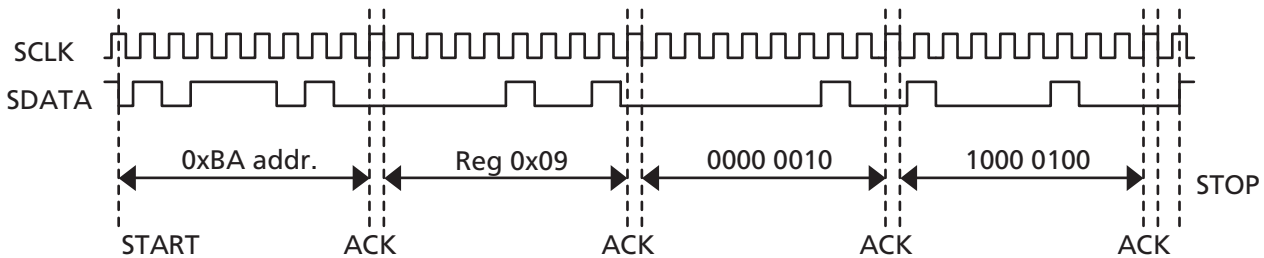 SCLK
SDATA
0xBA addr. Reg 0x09 0000 0010 1000 0100
STOP
START ACK ACK ACK ACK